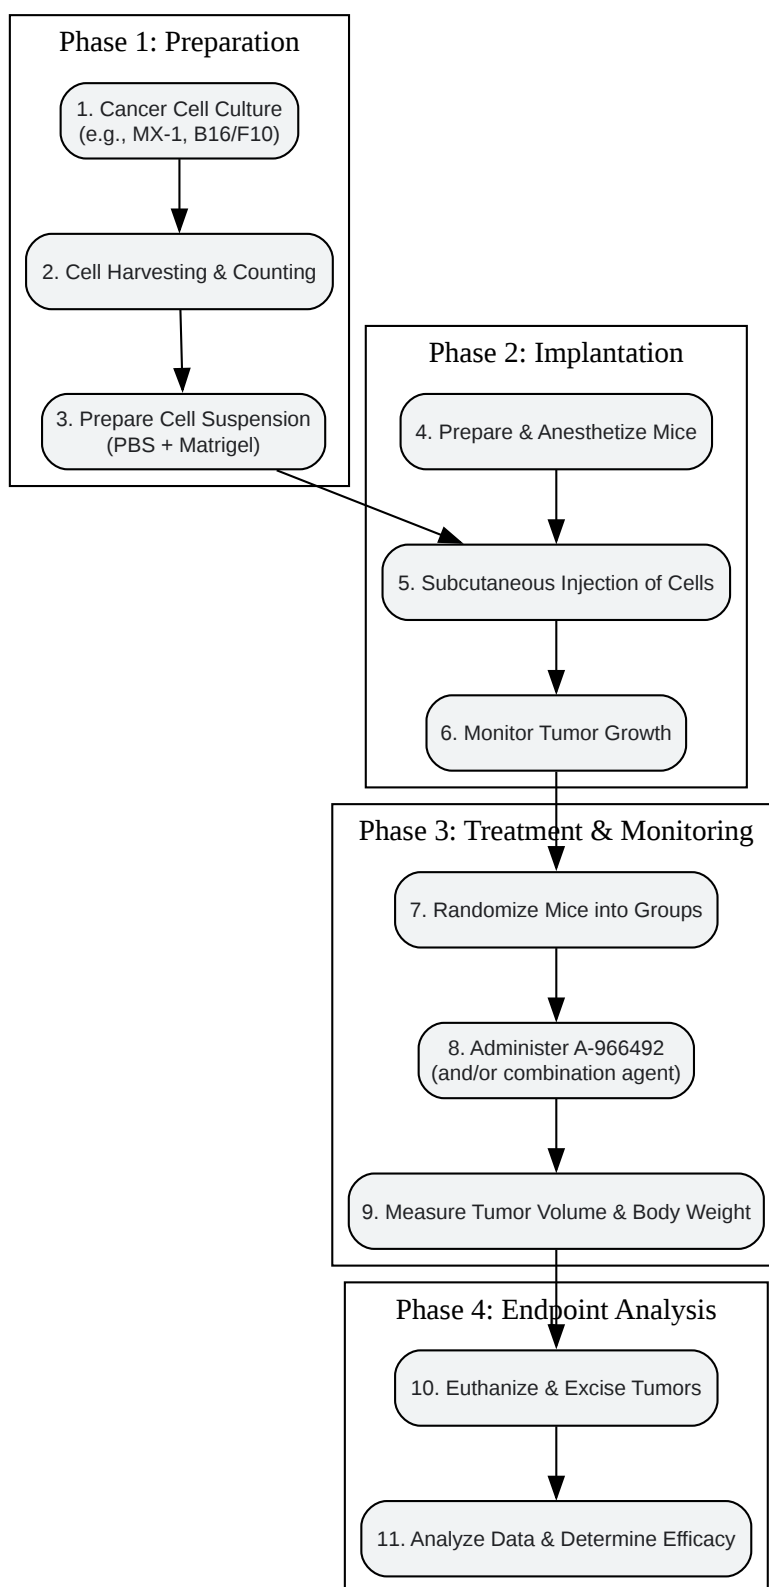 Phase 1: Preparation
1. Cancer Cell Culture
(e.g., MX-1, B16/F10)
2. Cell Harvesting & Counting
3. Prepare Cell Suspension
(PBS + Matrigel)
Phase 2: Implantation
4. Prepare & Anesthetize Mice
5. Subcutaneous Injection of Cells
6. Monitor Tumor Growth
Phase 3: Treatment & Monitoring
7. Randomize Mice into Groups
8. Administer A-966492
(and/or combination agent)
9. Measure Tumor Volume & Body Weight
Phase 4: Endpoint Analysis
10. Euthanize & Excise Tumors
11. Analyze Data & Determine Efficacy